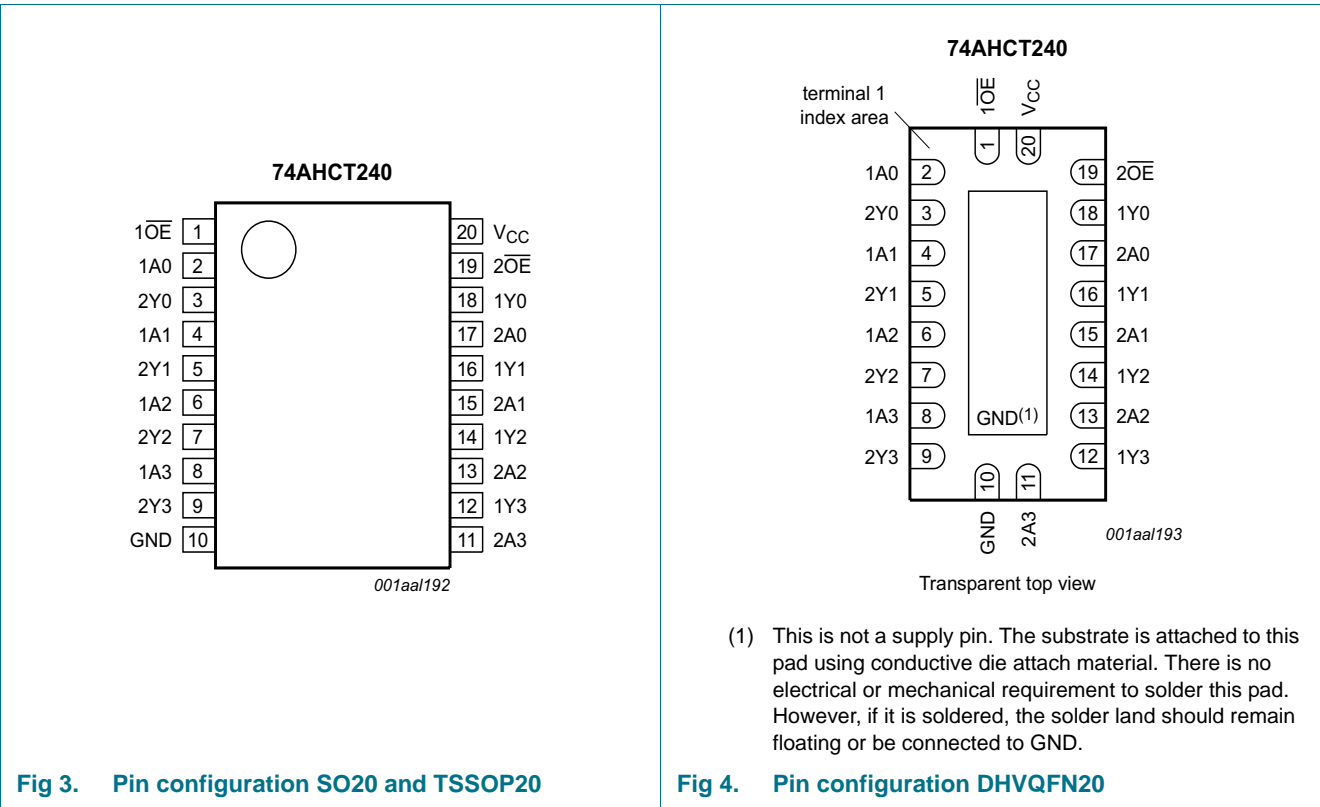 74AHCT240
1O̅E̅ 1
1A0 2
2Y0 3
1A1 4
2Y1 5
1A2 6
2Y2 7
1A3 8
2Y3 9
GND 10
20 VCC
19 2O̅E̅
18 1Y0
17 2A0
16 1Y1
15 2A1
14 1Y2
13 2A2
12 1Y3
11 2A3
001aal192
Fig 3. Pin configuration SO20 and TSSOP20
74AHCT240
terminal 1
index area
1O̅E̅
VCC
1
20
1A0 2
2Y0 3
1A1 4
2Y1 5
1A2 6
2Y2 7
1A3 8
2Y3 9
19 2O̅E̅
18 1Y0
17 2A0
16 1Y1
15 2A1
14 1Y2
13 2A2
12 1Y3
GND(1)
10
11
GND
2A3
001aal193
Transparent top view
(1) This is not a supply pin. The substrate is attached to this
pad using conductive die attach material. There is no
electrical or mechanical requirement to solder this pad.
However, if it is soldered, the solder land should remain
floating or be connected to GND.
Fig 4. Pin configuration DHVQFN20